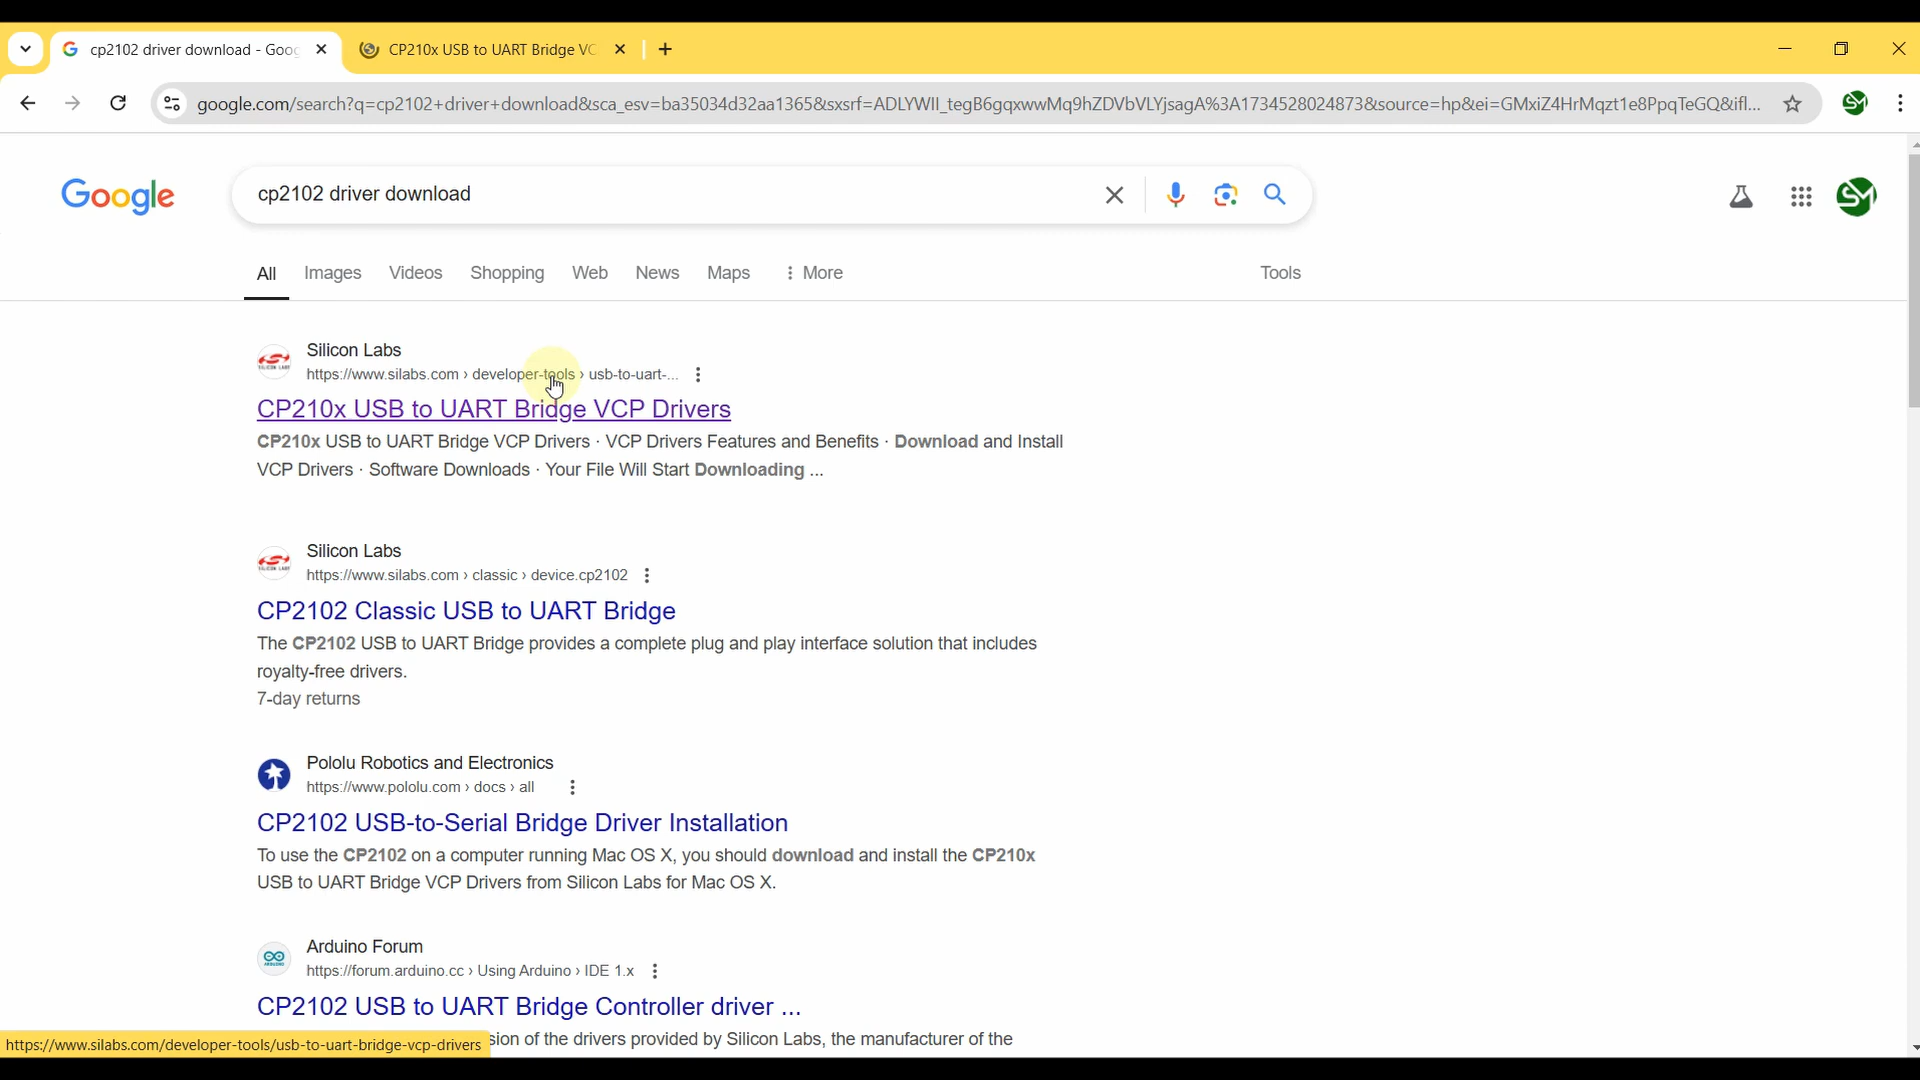 cp2102 driver download - Goog
CP210x USB to UART Bridge VC
google.com/search?q=cp2102+driver+download&sca_esv=ba35034d32aa1365&sxsrf=ADLYWII_tegB6gqxwwMq9hZDVbVLYjsagA%3A1734528024873&source=hp&ei=GMxiZ4HrMqzt1e8PpqTeGQ&ifl...
SM
Google
cp2102 driver download
SM
All Images Videos Shopping Web News Maps More Tools
Silicon Labs
https://www.silabs.com › developer-tools › usb-to-uart-...
CP210x USB to UART Bridge VCP Drivers
CP210x USB to UART Bridge VCP Drivers · VCP Drivers Features and Benefits · Download and Install
VCP Drivers · Software Downloads · Your File Will Start Downloading ...
Silicon Labs
https://www.silabs.com › classic › device.cp2102
CP2102 Classic USB to UART Bridge
The CP2102 USB to UART Bridge provides a complete plug and play interface solution that includes
royalty-free drivers.
7-day returns
Pololu Robotics and Electronics
https://www.pololu.com › docs › all
CP2102 USB-to-Serial Bridge Driver Installation
To use the CP2102 on a computer running Mac OS X, you should download and install the CP210x
USB to UART Bridge VCP Drivers from Silicon Labs for Mac OS X.
Arduino Forum
https://forum.arduino.cc › Using Arduino › IDE 1.x
CP2102 USB to UART Bridge Controller driver ...
sion of the drivers provided by Silicon Labs, the manufacturer of the
https://www.silabs.com/developer-tools/usb-to-uart-bridge-vcp-drivers